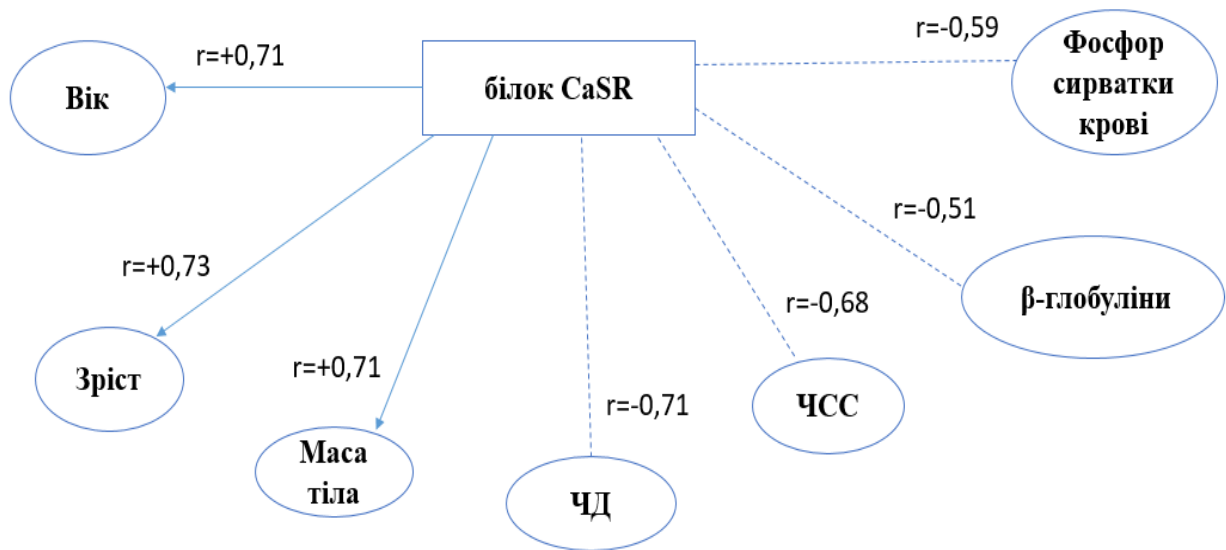 r=+0,71
білок CaSR
r=-0,59
Фосфор
сирватки
крові
Вік
r=-0,51
r=+0,73
β-глобуліни
r=-0,68
Зріст
r=+0,71
r=-0,71
ЧСС
Маса
тіла
ЧД